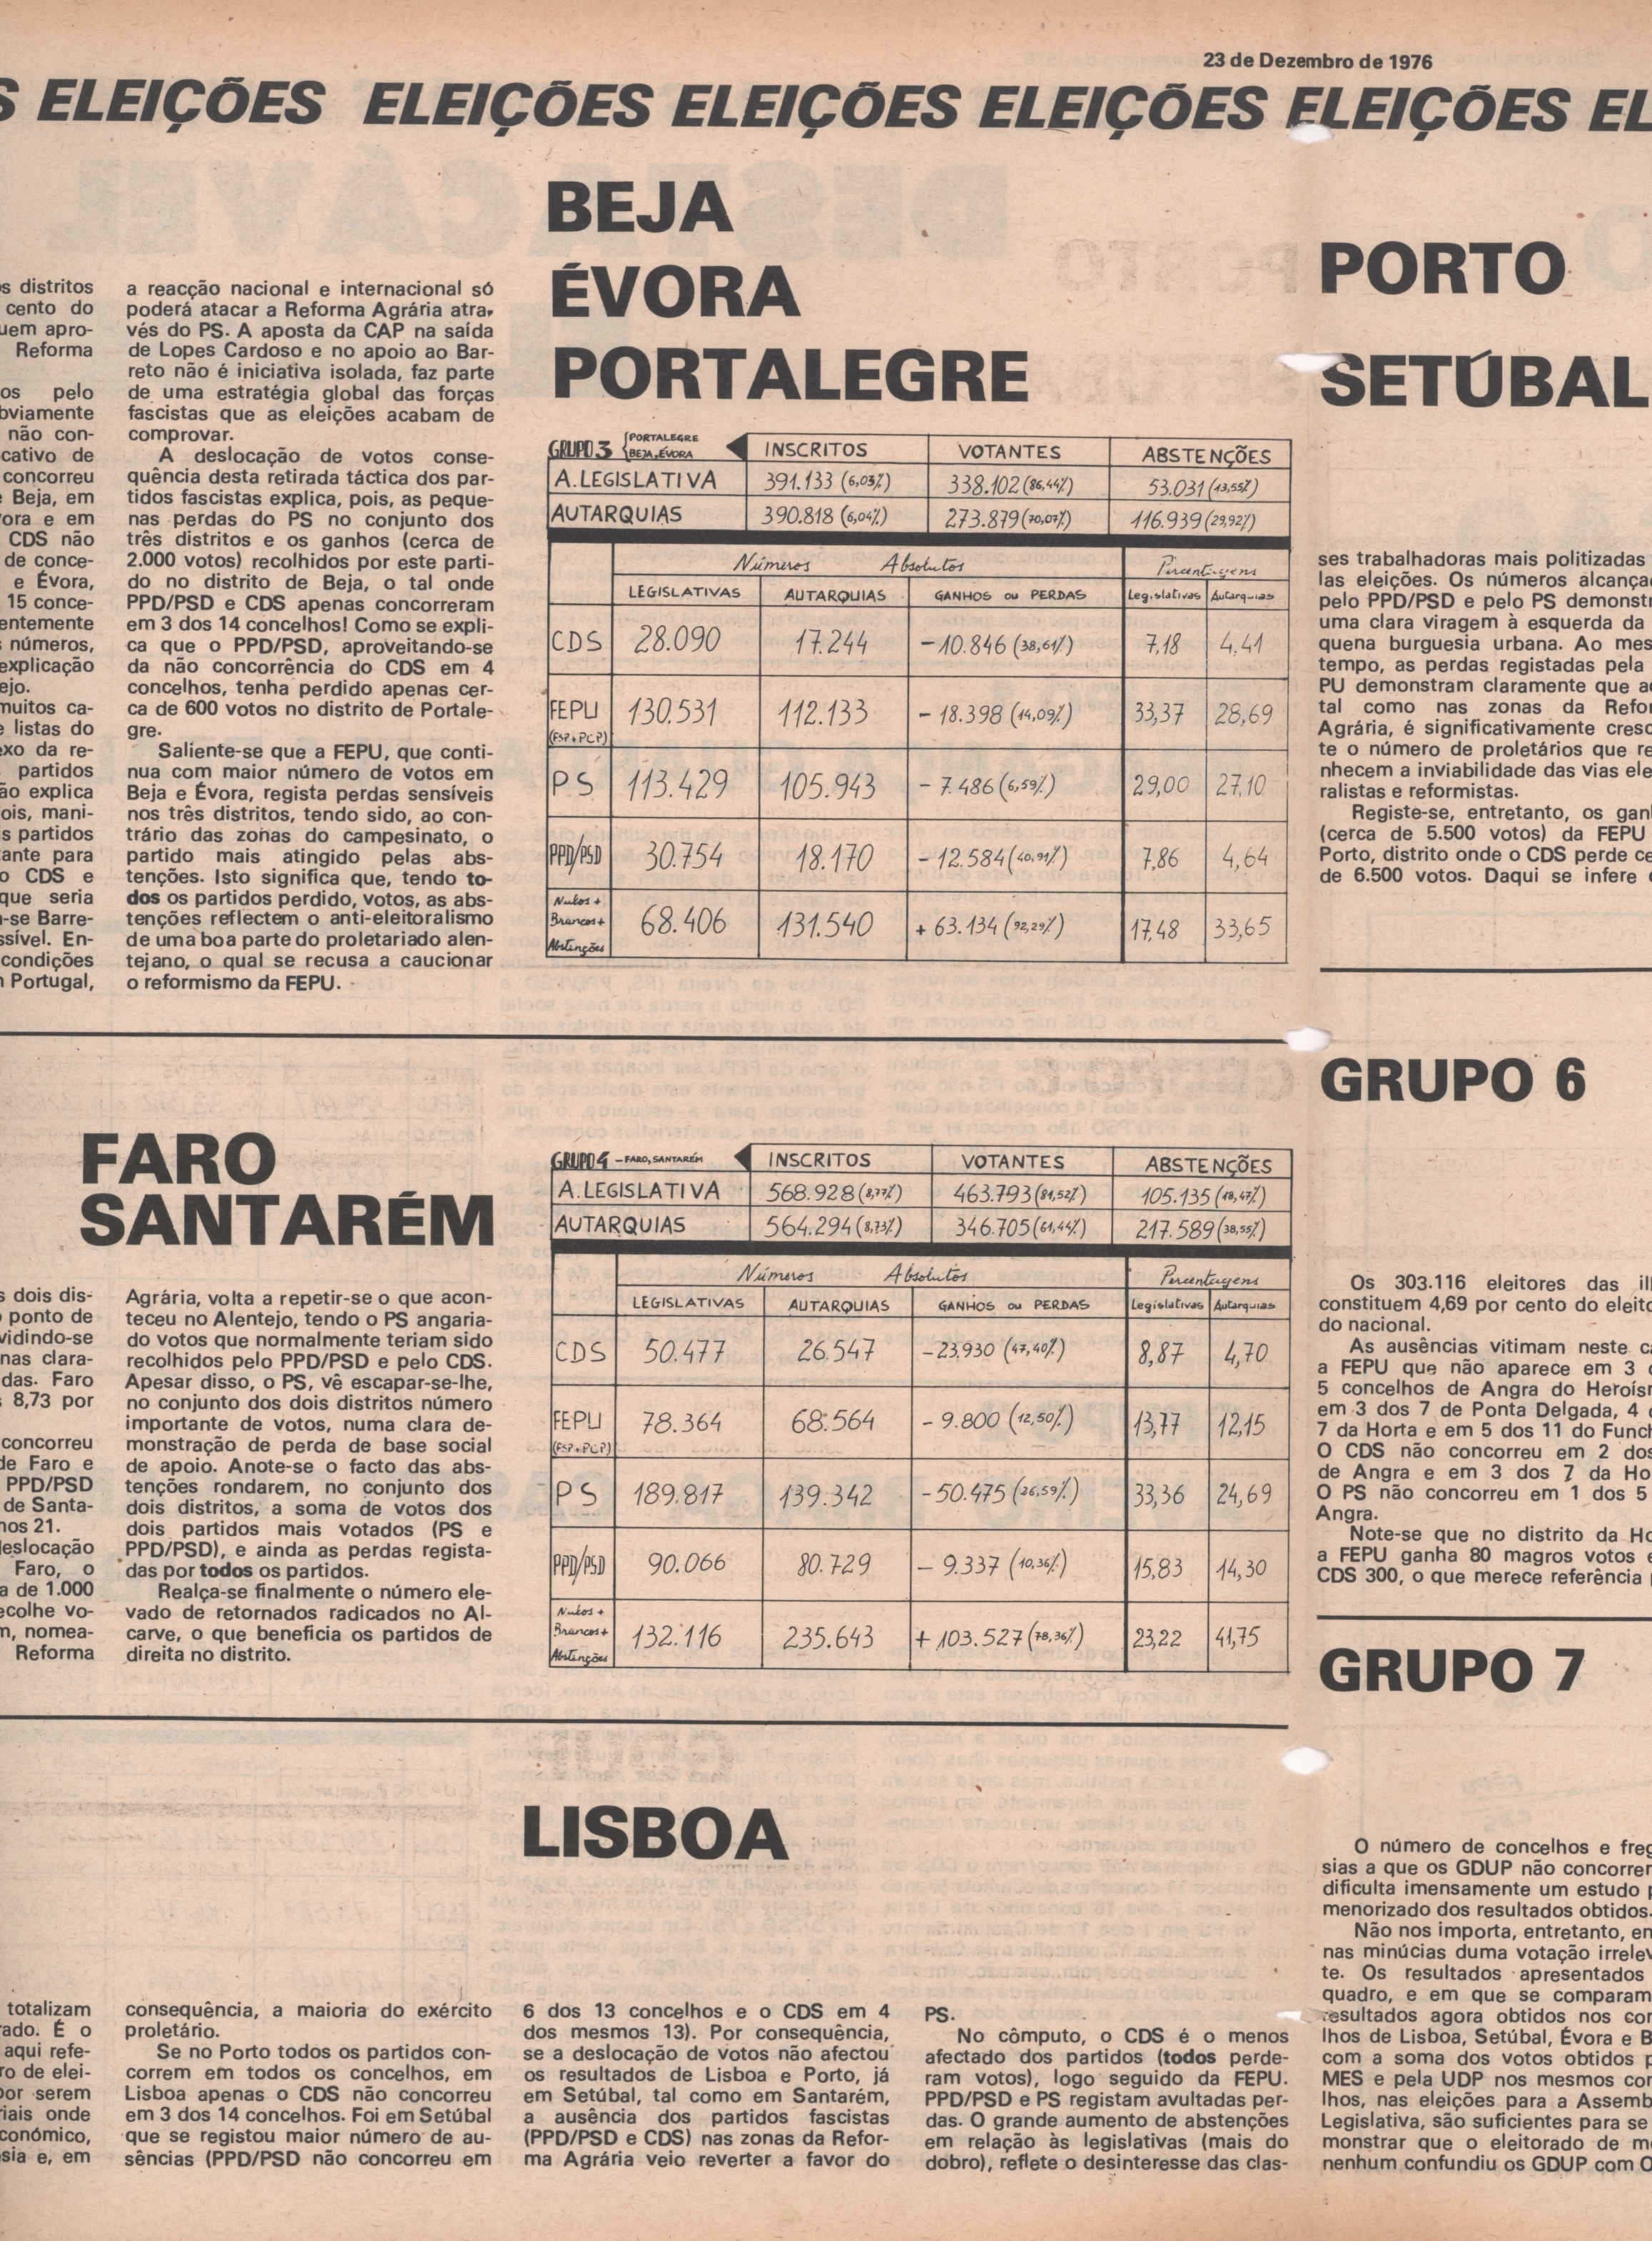 23 de Dezembro de 1976
S ELEIÇÕES ELEIÇÕES ELEIÇÕES ELEIÇÕES ELEIÇÕES EL
s distritos
cento do
uem apro-
Reforma
os pelo
bviamente
não con-
cativo de
concorreu
Beja, em
ora e em
CDS não
de conce-
e Évora,
15 conce-
entemente
números,
explicação
ejo.
muitos ca-
e listas do
exo da re-
partidos
ão explica
ois, mani-
is partidos
tante para
o CDS e
que seria
-se Barre-
ssível. En-
condições
n Portugal,
a reacção nacional e internacional só
poderá atacar a Reforma Agrária atra-
vés do PS. A aposta da CAP na saída
de Lopes Cardoso e no apoio ao Bar-
reto não é iniciativa isolada, faz parte
de uma estratégia global das forças
fascistas que as eleições acabam de
comprovar.
A deslocação de votos conse-
quência desta retirada táctica dos par-
tidos fascistas explica, pois, as peque-
nas perdas do PS no conjunto dos
três distritos e os ganhos (cerca de
2.000 votos) recolhidos por este parti-
do no distrito de Beja, o tal onde
PPD/PSD e CDS apenas concorreram
em 3 dos 14 concelhos! Como se expli-
ca que o PPD/PSD, aproveitando-se
da não concorrência do CDS em 4
concelhos, tenha perdido apenas cer-
ca de 600 votos no distrito de Portale-
gre.
Saliente-se que a FEPU, que conti-
nua com maior número de votos em
Beja e Évora, regista perdas sensíveis
nos três distritos, tendo sido, ao con-
trário das zonas do campesinato, o
partido mais atingido pelas abs-
tenções. Isto significa que, tendo to-
dos os partidos perdido, votos, as abs-
tenções reflectem o anti-eleitoralismo
de uma boa parte do proletariado alen-
tejano, o qual se recusa a caucionar
o reformismo da FEPU.
BEJA
ÉVORA
PORTALEGRE
GRUPO 3 { PORTALEGRE BEJA, ÉVORA INSCRITOS VOTANTES ABSTENÇÕES
A. LEGISLATIVA 391.133 (6,03%) 338.102 (86,44%) 53.031 (13,55%)
AUTARQUIAS 390.818 (6,04%) 273.879 (70,07%) 116.939 (29,92%)
Números Absolutos Percentagens
LEGISLATIVAS AUTARQUIAS GANHOS ou PERDAS Legislativas Autarquias
CDS 28.090 17.244 -10.846 (38,61%) 7,18 4,41
FEPU (FSP+PCP) 130.531 112.133 -18.398 (14,09%) 33,37 28,69
PS 113.429 105.943 -7.486 (6,59%) 29,00 27,10
PPD/PSD 30.754 18.170 -12.584 (40,91%) 7,86 4,64
Nulos + Brancos + Abstenções 68.406 131.540 +63.134 (92,29%) 17,48 33,65
PORTO
SETÚBAL
ses trabalhadoras mais politizadas
las eleições. Os números alcança
pelo PPD/PSD e pelo PS demonstr
uma clara viragem à esquerda da
quena burguesia urbana. Ao mes
tempo, as perdas registadas pela
PU demonstram claramente que a
tal como nas zonas da Refor
Agrária, é significativamente cresc
te o número de proletários que re
nhecem a inviabilidade das vias ele
ralistas e reformistas.
Registe-se, entretanto, os ganh
(cerca de 5.500 votos) da FEPU
Porto, distrito onde o CDS perde ce
de 6.500 votos. Daqui se infere
FARO
SANTARÉM
s dois dis-
ponto de
vidindo-se
nas clara-
das. Faro
8,73 por
concorreu
de Faro e
PPD/PSD
de Santa-
nos 21.
deslocação
Faro, o
a de 1.000
ecolhe vo-
m, nomea-
Reforma
Agrária, volta a repetir-se o que acon-
teceu no Alentejo, tendo o PS angaria-
do votos que normalmente teriam sido
recolhidos pelo PPD/PSD e pelo CDS.
Apesar disso, o PS, vê escapar-se-lhe,
no conjunto dos dois distritos número
importante de votos, numa clara de-
monstração de perda de base social
de apoio. Anote-se o facto das abs-
tenções rondarem, no conjunto dos
dois distritos, a soma de votos dos
dois partidos mais votados (PS e
PPD/PSD), e ainda as perdas regista-
das por todos os partidos.
Realça-se finalmente o número ele-
vado de retornados radicados no Al-
carve, o que beneficia os partidos de
direita no distrito.
GRUPO 4 - FARO, SANTARÉM INSCRITOS VOTANTES ABSTENÇÕES
A. LEGISLATIVA 568.928 (8,77%) 463.793 (81,52%) 105.135 (18,47%)
AUTARQUIAS 564.294 (8,73%) 346.705 (61,44%) 217.589 (38,55%)
Números Absolutos Percentagens
LEGISLATIVAS AUTARQUIAS GANHOS ou PERDAS Legislativas Autarquias
CDS 50.477 26.547 -23.930 (47,40%) 8,87 4,70
FEPU (FSP+PCP) 78.364 68.564 -9.800 (12,50%) 13,77 12,15
PS 189.817 139.342 -50.475 (26,59%) 33,36 24,69
PPD/PSD 90.066 80.729 -9.337 (10,36%) 15,83 14,30
Nulos + Brancos + Abstenções 132.116 235.643 +103.527 (78,36%) 23,22 41,75
GRUPO 6
Os 303.116 eleitores das il
constituem 4,69 por cento do eleito
do nacional.
As ausências vitimam neste ca
a FEPU que não aparece em 3
5 concelhos de Angra do Heroísm
em 3 dos 7 de Ponta Delgada, 4
7 da Horta e em 5 dos 11 do Funch
O CDS não concorreu em 2 dos
de Angra e em 3 dos 7 da Ho
O PS não concorreu em 1 dos 5
Angra.
Note-se que no distrito da Ho
a FEPU ganha 80 magros votos e
CDS 300, o que merece referência
GRUPO 7
O número de concelhos e freg
sias a que os GDUP não concorrer
dificulta imensamente um estudo
menorizado dos resultados obtidos.
Não nos importa, entretanto, en
nas minúcias duma votação irrelev
te. Os resultados apresentados
quadro, e em que se comparam
resultados agora obtidos nos con
lhos de Lisboa, Setúbal, Évora e B
com a soma dos votos obtidos p
MES e pela UDP nos mesmos con
lhos, nas eleições para a Assemb
Legislativa, são suficientes para se
monstrar que o eleitorado de m
nenhum confundiu os GDUP com O
LISBOA
totalizam
rado. É o
aqui refe-
ro de elei-
por serem
riais onde
conómico,
sia e, em
consequência, a maioria do exército
proletário.
Se no Porto todos os partidos con-
correm em todos os concelhos, em
Lisboa apenas o CDS não concorreu
em 3 dos 14 concelhos. Foi em Setúbal
que se registou maior número de au-
sências (PPD/PSD não concorreu em
6 dos 13 concelhos e o CDS em 4
dos mesmos 13). Por consequência,
se a deslocação de votos não afectou
os resultados de Lisboa e Porto, já
em Setúbal, tal como em Santarém,
a ausência dos partidos fascistas
(PPD/PSD e CDS) nas zonas da Refor-
ma Agrária veio reverter a favor do
PS.
No cômputo, o CDS é o menos
afectado dos partidos (todos perde-
ram votos), logo seguido da FEPU.
PPD/PSD e PS registam avultadas per-
das. O grande aumento de abstenções
em relação às legislativas (mais do
dobro), reflete o desinteresse das clas-